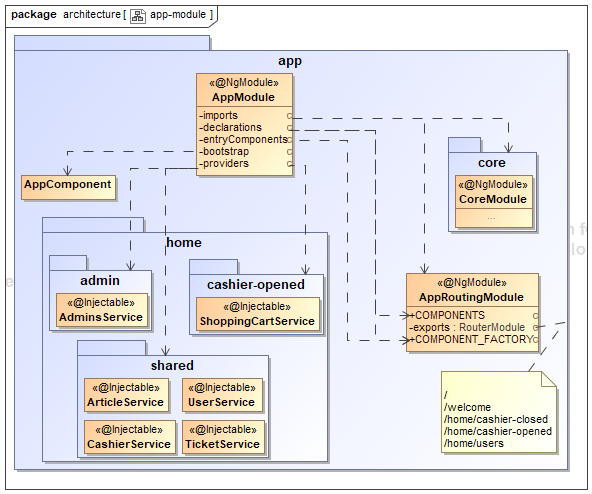 package architecture [ app-module ]
app
«@NgModule»
AppModule
-imports
-declarations
-entryComponents
-bootstrap
-providers
AppComponent
core
«@NgModule»
CoreModule
...
home
admin
«@Injectable»
AdminsService
cashier-opened
«@Injectable»
ShoppingCartService
«@NgModule»
AppRoutingModule
+COMPONENTS
-exports : RouterModule
+COMPONENT_FACTORY
shared
«@Injectable»
ArticleService
«@Injectable»
UserService
«@Injectable»
CashierService
«@Injectable»
TicketService
/
/welcome
/home/cashier-closed
/home/cashier-opened
/home/users